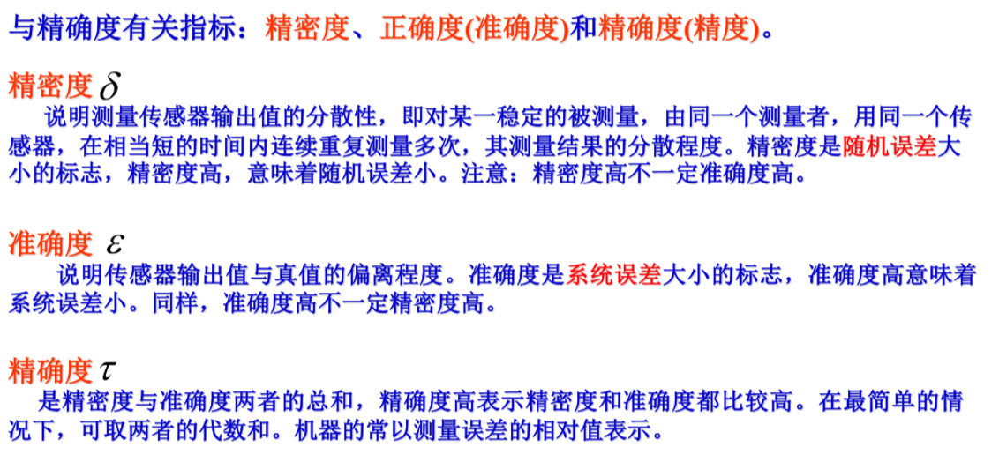 与精确度有关指标：精密度、正确度(准确度)和精确度(精度)。
精密度 δ
说明测量传感器输出值的分散性，即对某一稳定的被测量，由同一个测量者，用同一个传
感器，在相当短的时间内连续重复测量多次，其测量结果的分散程度。精密度是随机误差大
小的标志，精密度高，意味着随机误差小。注意：精密度高不一定准确度高。
准确度 ε
说明传感器输出值与真值的偏离程度。准确度是系统误差大小的标志，准确度高意味着
系统误差小。同样，准确度高不一定精密度高。
精确度 τ
是精密度与准确度两者的总和，精确度高表示精密度和准确度都比较高。在最简单的情
况下，可取两者的代数和。机器的常以测量误差的相对值表示。